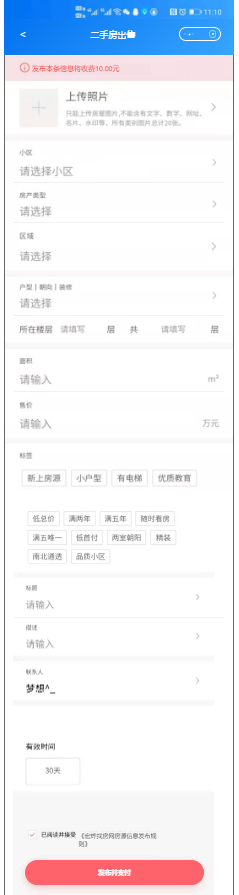 11:10
二手房出售
发布本条信息将收费10.00元
上传照片
只能上传房屋图片,不能含有文字、数字、网址、
名片、水印等。所有类别图片总计20张。
小区
请选择小区
房产类型
请选择
区域
请选择
户型 | 朝向 | 装修
请选择
所在楼层 请填写 层 共 请填写 层
面积
请输入 m²
售价
请输入 万元
标签
新上房源 小户型 有电梯 优质教育
低总价 满两年 满五年 随时看房
满五唯一 低首付 两室朝阳 精装
南北通透 品质小区
标题
请输入
描述
请输入
联系人
梦想^_
有效时间
30天
已阅读并接受 找房网房源信息发布规
则》
发布并支付